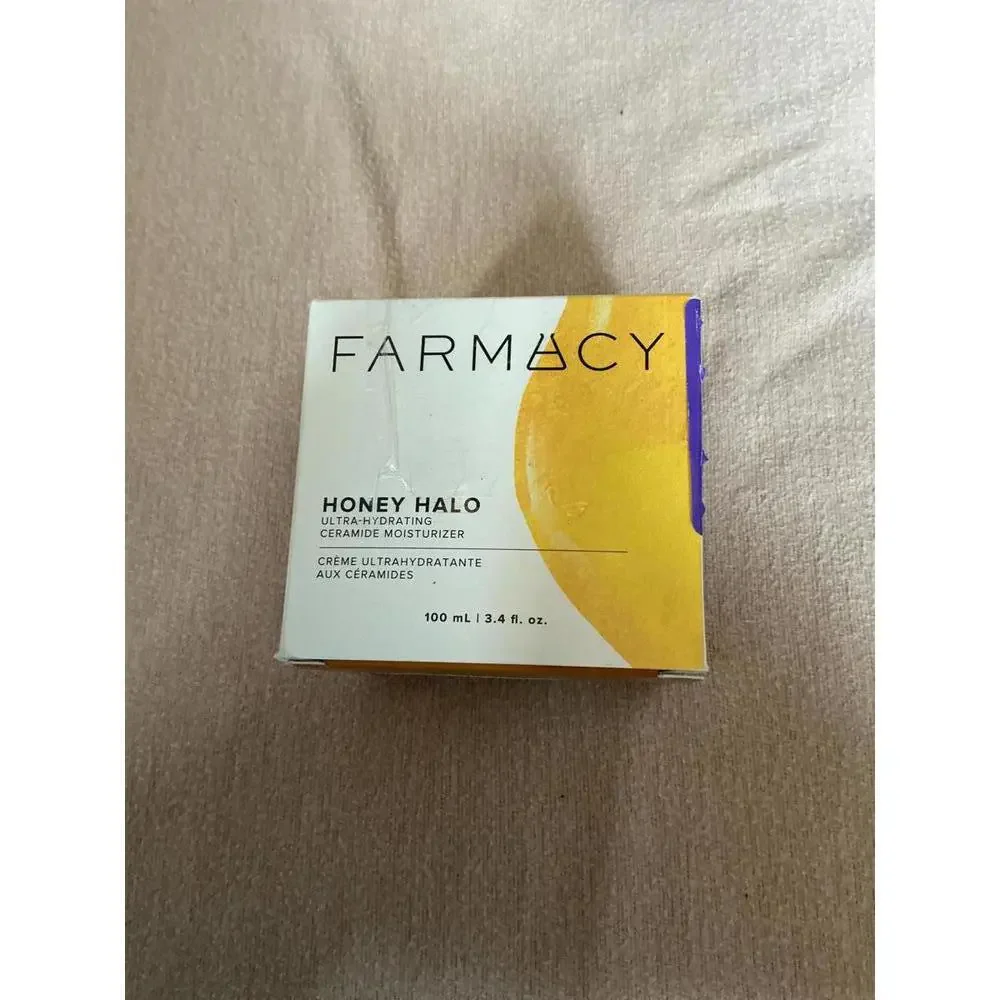 FARMACY
HONEY HALO
ULTRA-HYDRATING
CERAMIDE MOISTURIZER
CRÈME ULTRAHYDRATANTE
AUX CÉRAMIDES
100 mL | 3.4 fl. oz.